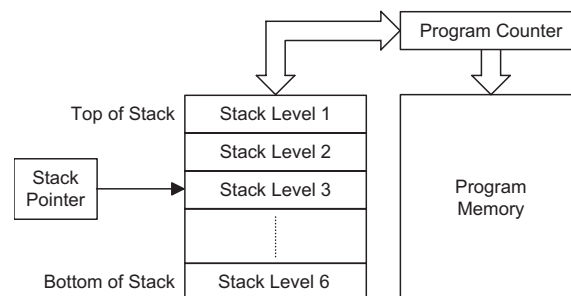 Program Counter
Top of Stack
Stack Level 1
Stack Level 2
Stack
Pointer
Stack Level 3
Program
Memory
Bottom of Stack
Stack Level 6